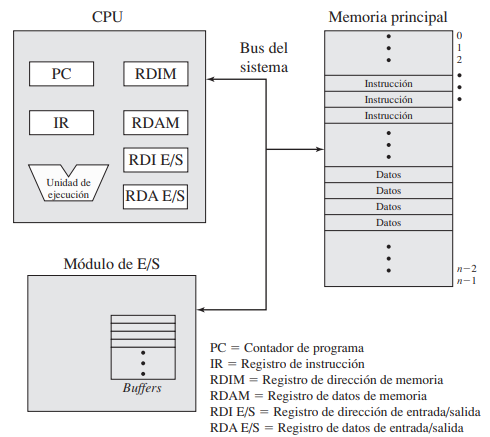 CPU
Memoria principal
Bus del
sistema
PC
RDIM
IR
RDAM
RDI E/S
RDA E/S
Unidad de
ejecución
0
1
2
Instrucción
Instrucción
Instrucción
Datos
Datos
Datos
Datos
n−2
n−1
Módulo de E/S
Buffers
PC = Contador de programa
IR = Registro de instrucción
RDIM = Registro de dirección de memoria
RDAM = Registro de datos de memoria
RDI E/S = Registro de dirección de entrada/salida
RDA E/S = Registro de datos de entrada/salida